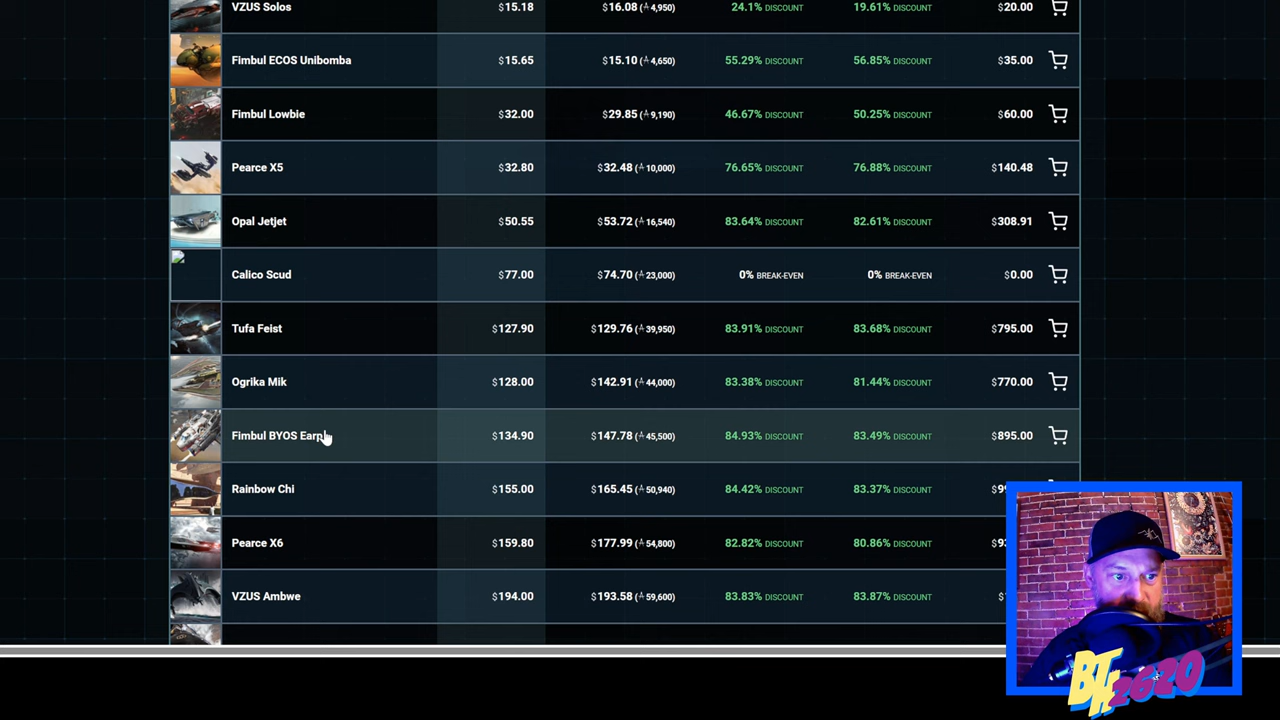 VZUS Solos $15.18 $16.08 (4,950) 24.1% DISCOUNT 19.61% DISCOUNT $20.00
Fimbul ECOS Unibomba $15.65 $15.10 (4,650) 55.29% DISCOUNT 56.85% DISCOUNT $35.00
Fimbul Lowbie $32.00 $29.85 (9,190) 46.67% DISCOUNT 50.25% DISCOUNT $60.00
Pearce X5 $32.80 $32.48 (10,000) 76.65% DISCOUNT 76.88% DISCOUNT $140.48
Opal Jetjet $50.55 $53.72 (16,540) 83.64% DISCOUNT 82.61% DISCOUNT $308.91
Calico Scud $77.00 $74.70 (23,000) 0% BREAK-EVEN 0% BREAK-EVEN $0.00
Tufa Feist $127.90 $129.76 (39,950) 83.91% DISCOUNT 83.68% DISCOUNT $795.00
Ogrika Mik $128.00 $142.91 (44,000) 83.38% DISCOUNT 81.44% DISCOUNT $770.00
Fimbul BYOS $134.90 $147.78 (45,500) 84.93% DISCOUNT 83.49% DISCOUNT $895.00
Rainbow Chi $155.00 $165.45 (50,940) 84.42% DISCOUNT 83.37% DISCOUNT
Pearce X6 $159.80 $177.99 (54,800) 82.82% DISCOUNT 80.86% DISCOUNT
VZUS Ambwe $194.00 $193.58 (59,600) 83.83% DISCOUNT 83.87% DISCOUNT
BTH2620